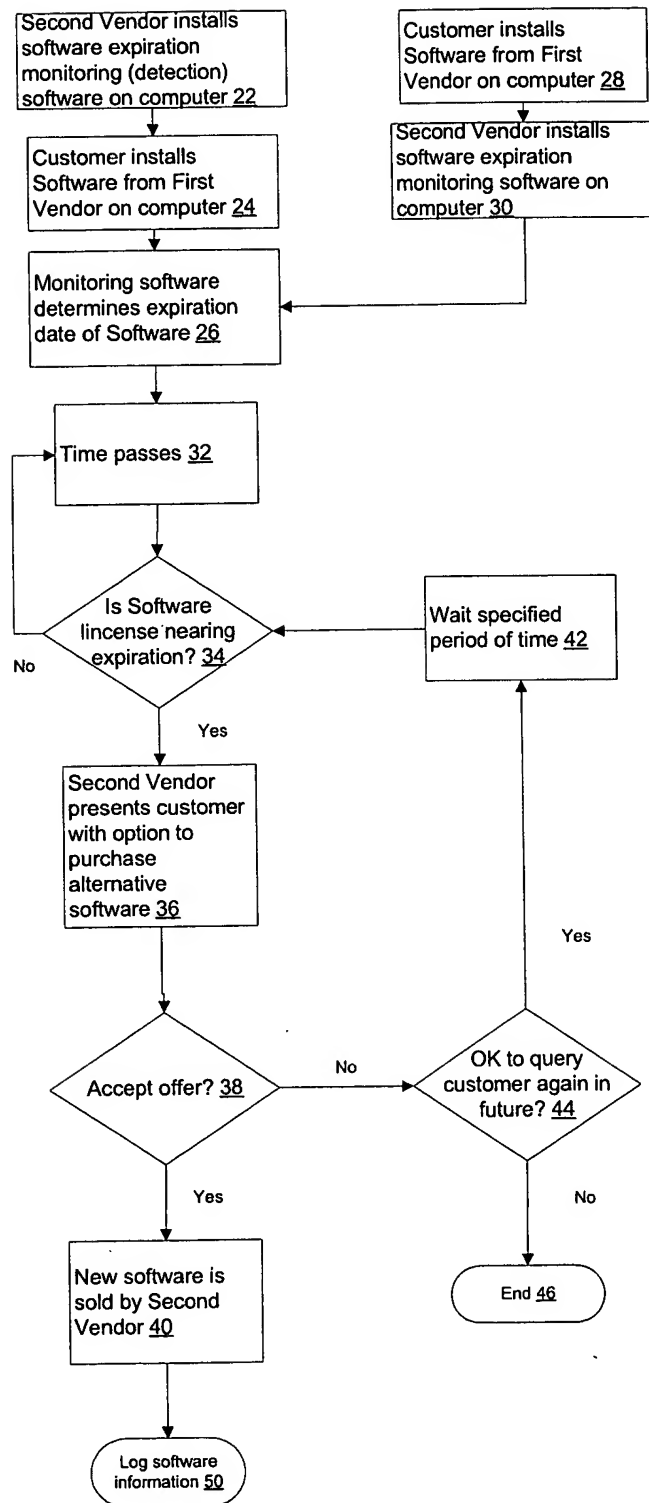 Second Vendor installs
software expiration
monitoring (detection)
software on computer 22
Customer installs
Software from First
Vendor on computer 28
Customer installs
Software from First
Vendor on computer 24
Second Vendor installs
software expiration
monitoring software on
computer 30
Monitoring software
determines expiration
date of Software 26
Time passes 32
Is Software
lincense nearing
expiration? 34
No
Wait specified
period of time 42
Yes
Second Vendor
presents customer
with option to
purchase
alternative
software 36
Yes
Accept offer? 38
No
OK to query
customer again in
future? 44
Yes
No
New software is
sold by Second
Vendor 40
End 46
Log software
information 50